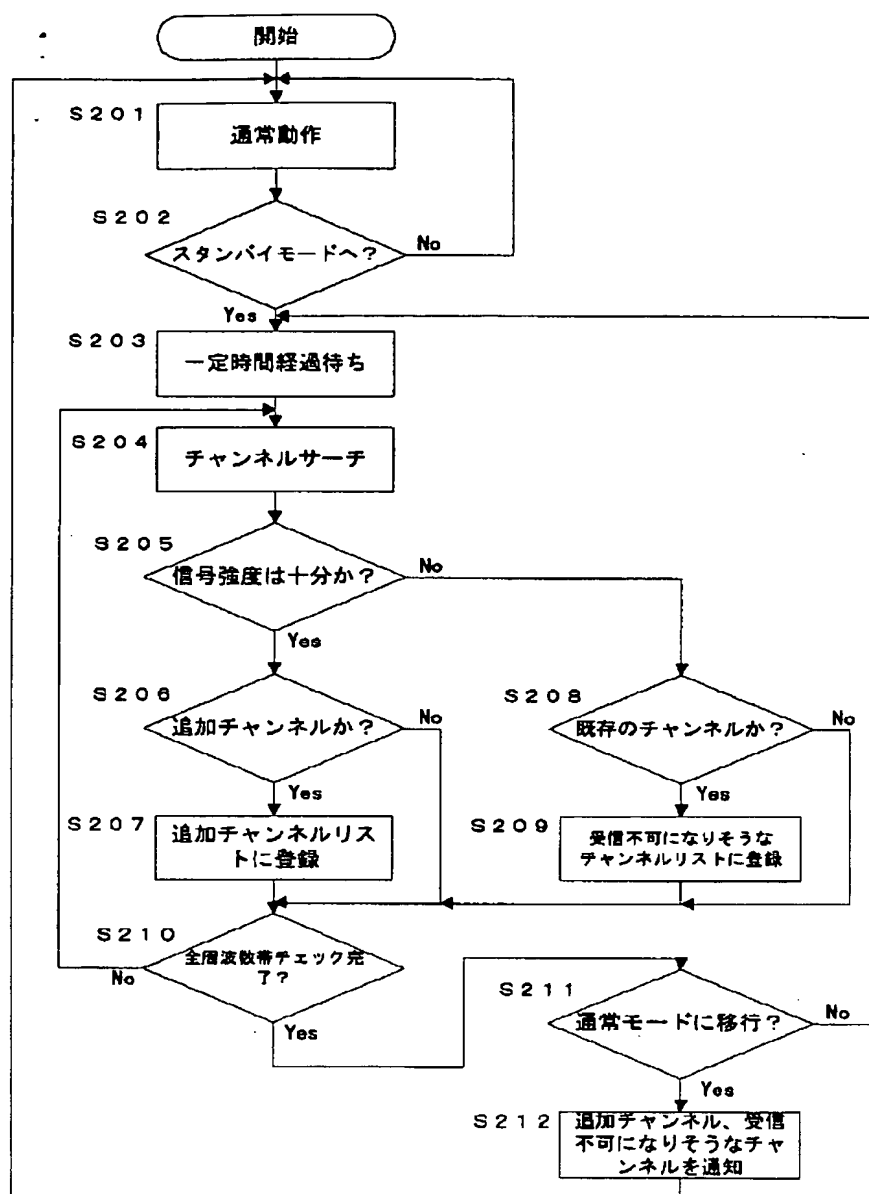 開始
S201
通常動作
S202
スタンバイモードへ?
No
Yes
S203
一定時間経過待ち
S204
チャンネルサーチ
S205
信号強度は十分か?
No
Yes
S206
追加チャンネルか?
No
Yes
S208
既存のチャンネルか?
No
Yes
S207
追加チャンネルリス
トに登録
S209
受信不可になりそうな
チャンネルリストに登録
S210
全周波数帯チェック完
了?
No
Yes
S211
通常モードに移行?
No
Yes
S212
追加チャンネル、受信
不可になりそうなチャ
ンネルを通知